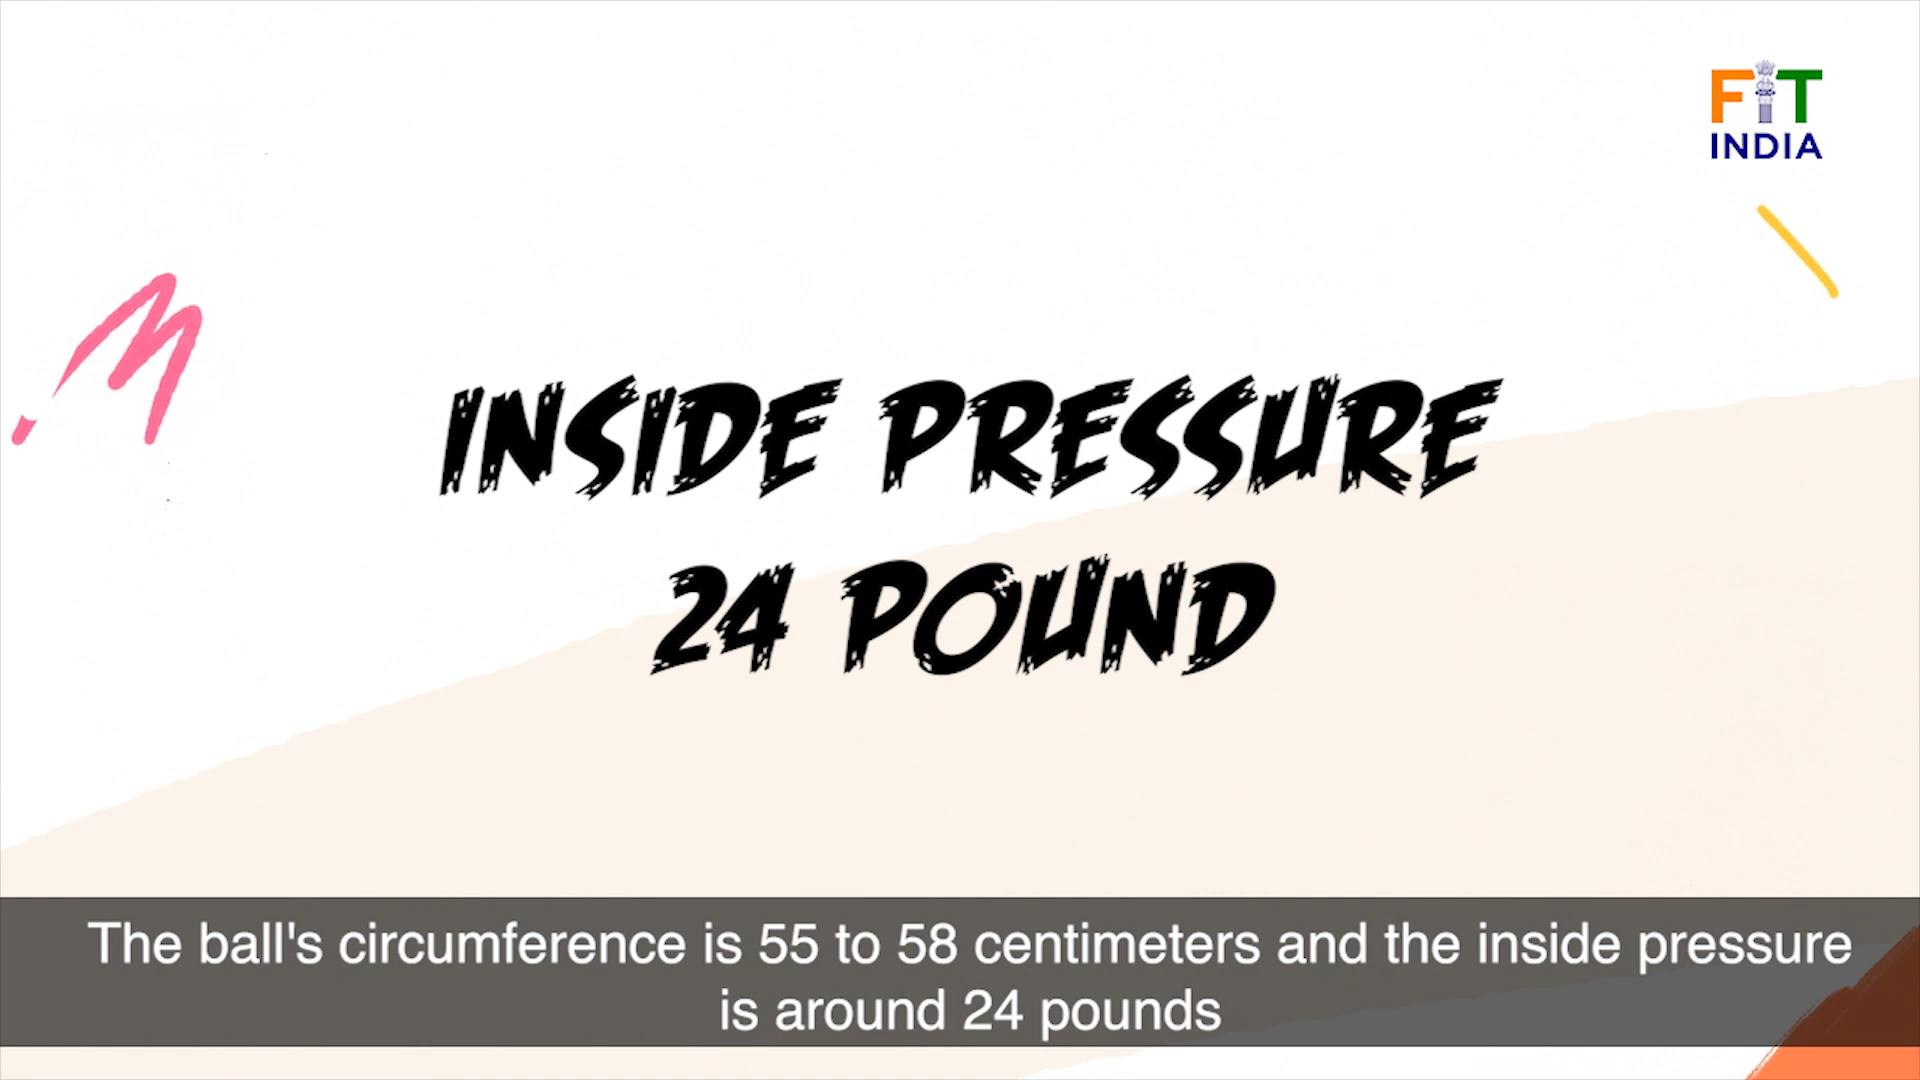 FIT
INDIA
INSIDE PRESSURE
24 POUND
The ball's circumference is 55 to 58 centimeters and the inside pressure
is around 24 pounds